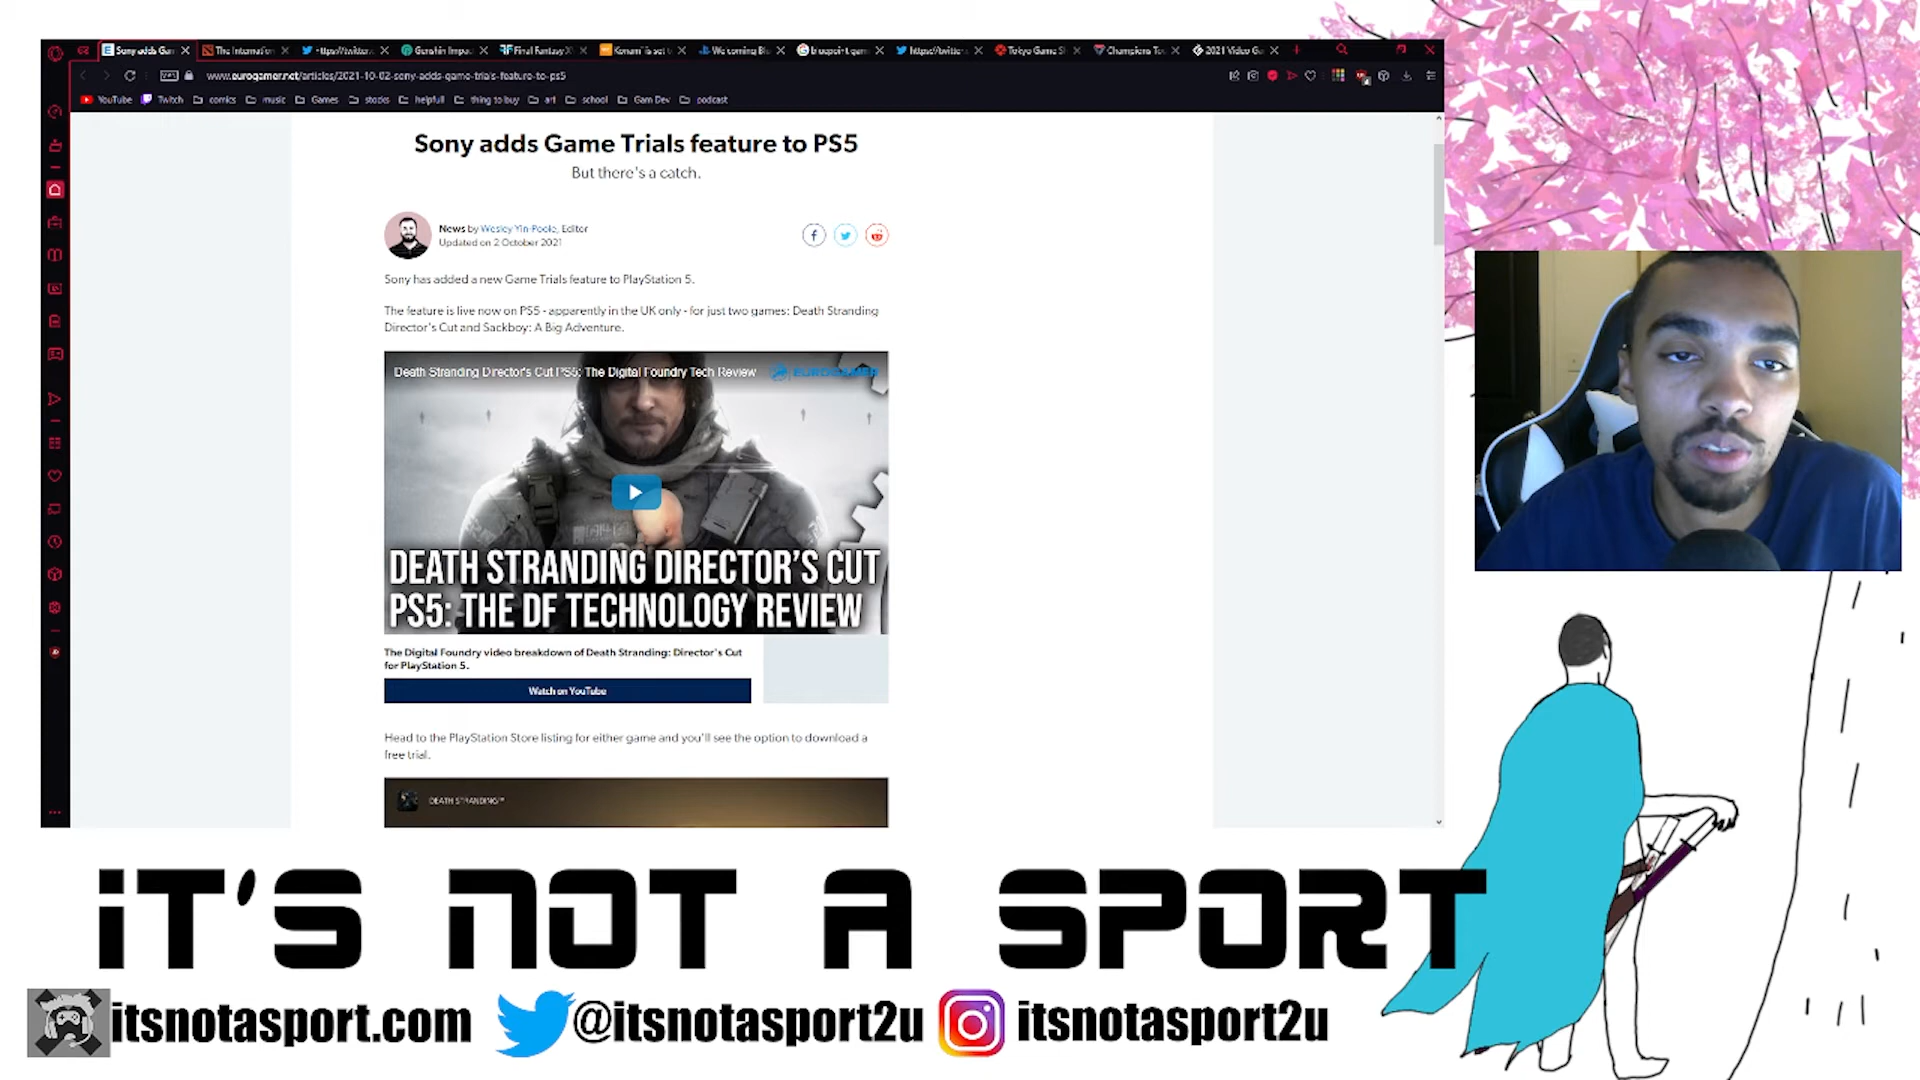 Sony adds Gam
The Internation
https://twitter.
Genshin Impac
Final Fantasy X
Konami is set t
We coming Bl
bluepoint gam
https://twitter
Tokyo Game S
Champions To
2021 Video G
www.eurogamer.net/articles/2021-10-02-sony-adds-game-trials-feature-to-ps5
YouTube Twitch comics music Games stocks helpfull thing to buy art school Gam Dev podcast
Sony adds Game Trials feature to PS5
But there's a catch.
News by Wesley Yin-Poole, Editor
Updated on 2 October 2021
Sony has added a new Game Trials feature to PlayStation 5.
The feature is live now on PS5 - apparently in the UK only - for just two games: Death Stranding
Director's Cut and Sackboy: A Big Adventure.
Death Stranding Director's Cut PS5: The Digital Foundry Tech Review
EUROGAMER
DEATH STRANDING DIRECTOR'S CUT
PS5: THE DF TECHNOLOGY REVIEW
The Digital Foundry video breakdown of Death Stranding: Director's Cut
for PlayStation 5.
Watch on YouTube
Head to the PlayStation Store listing for either game and you'll see the option to download a
free trial.
DEATH STRANDING™
iT'S NOT A SPORT
itsnotasport.com @itsnotasport2u itsnotasport2u